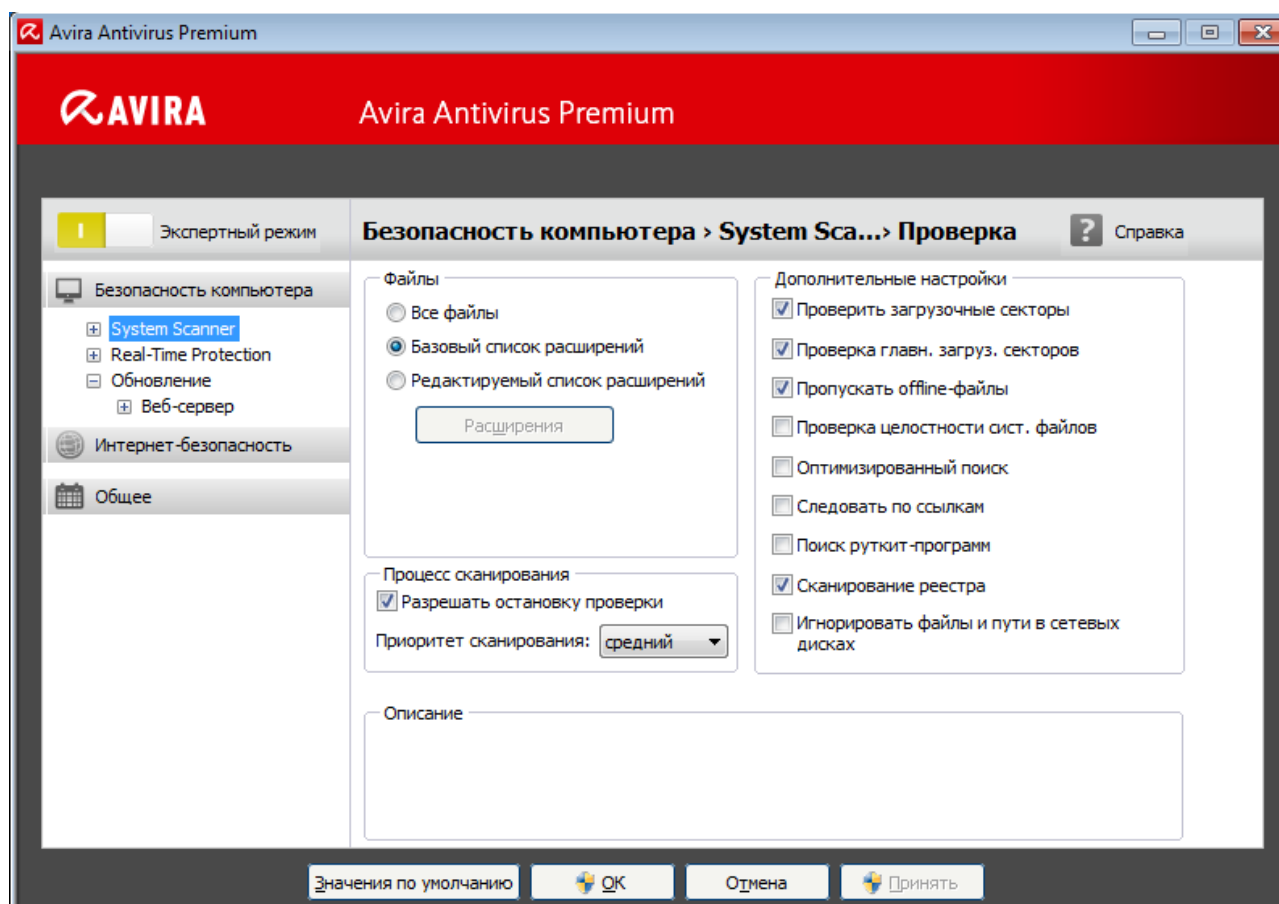 Avira Antivirus Premium
AVIRA
Avira Antivirus Premium
Экспертный режим
Безопасность компьютера › System Sca...› Проверка
? Справка
Безопасность компьютера
System Scanner
Real-Time Protection
Обновление
Веб-сервер
Интернет-безопасность
Общее
Файлы
Все файлы
Базовый список расширений
Редактируемый список расширений
Расширения
Процесс сканирования
Разрешать остановку проверки
Приоритет сканирования: средний
Дополнительные настройки
Проверить загрузочные секторы
Проверка главн. загруз. секторов
Пропускать offline-файлы
Проверка целостности сист. файлов
Оптимизированный поиск
Следовать по ссылкам
Поиск руткит-программ
Сканирование реестра
Игнорировать файлы и пути в сетевых
дисках
Описание
Значения по умолчанию
OK
Отмена
Принять